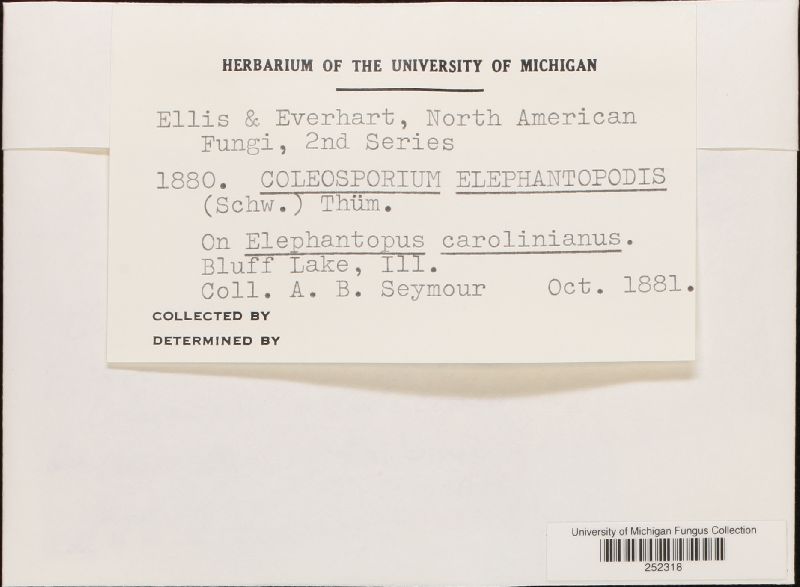 HERBARIUM OF THE UNIVERSITY OF MICHIGAN
Ellis & Everhart, North American
Fungi, 2nd Series
1880. COLEOSPORIUM ELEPHANTOPODIS
(Schw.) Thüm.
On Elephantopus carolinianus.
Bluff Lake, Ill.
Coll. A. B. Seymour Oct. 1881.
COLLECTED BY
DETERMINED BY
University of Michigan Fungus Collection
252318